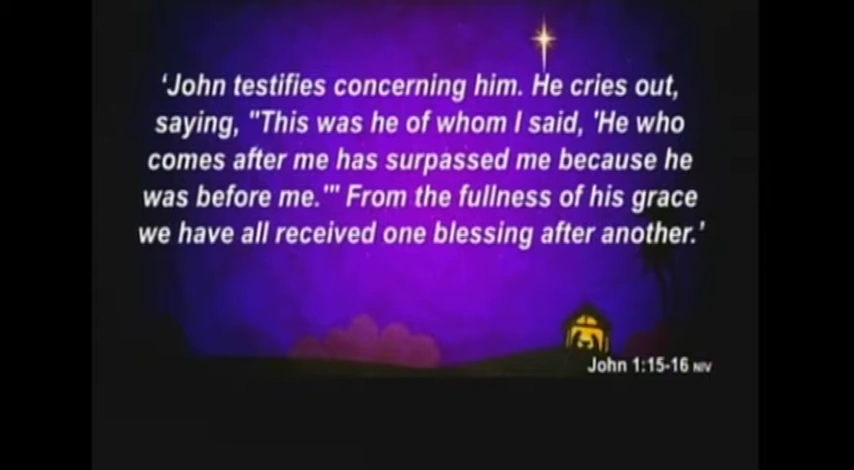 ‘John testifies concerning him. He cries out,
saying, "This was he of whom I said, 'He who
comes after me has surpassed me because he
was before me.'" From the fullness of his grace
we have all received one blessing after another.’
John 1:15-16 NIV